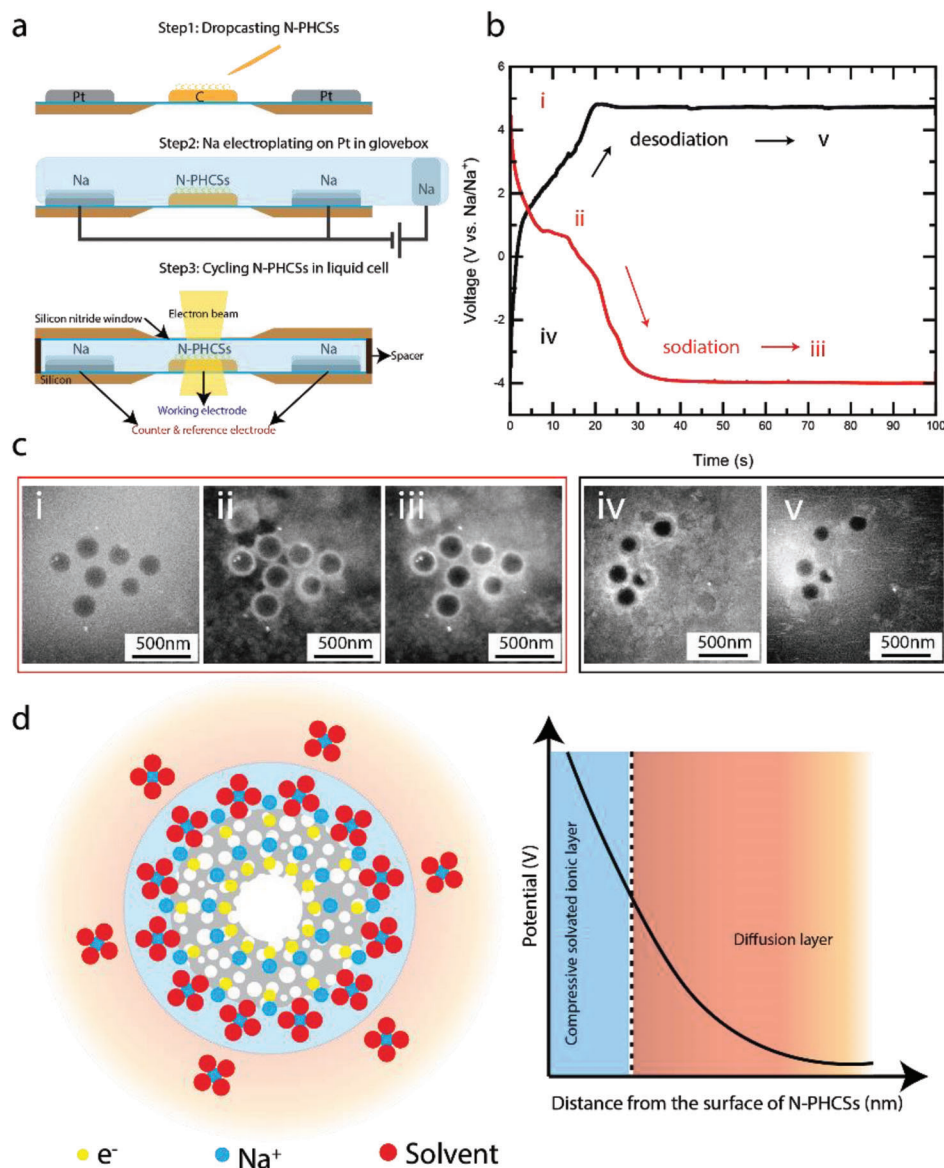 a
Step1: Dropcasting N-PHCSs
Pt
C
Pt
Step2: Na electroplating on Pt in glovebox
Na
N-PHCSs
Na
Na
Step3: Cycling N-PHCSs in liquid cell
Silicon nitride window
Electron beam
Na
N-PHCSs
Na
Spacer
Silicon
Working electrode
Counter & reference electrode
b
Voltage (V vs. Na/Na⁺)
6
4
2
0
-2
-4
i
desodiation
v
ii
iv
sodiation
iii
0 10 20 30 40 50 60 70 80 90 100
Time (s)
c
i
500nm
ii
500nm
iii
500nm
iv
500nm
v
500nm
d
Potential (V)
Compressive solvated ionic layer
Diffusion layer
Distance from the surface of N-PHCSs (nm)
e⁻
Na⁺
Solvent